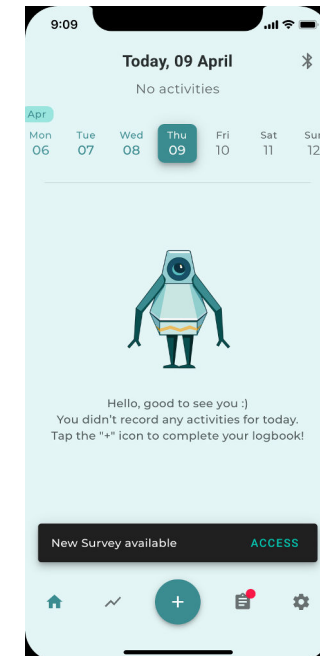 9:09
Today, 09 April
No activities
Apr
Mon Tue Wed Thu Fri Sat Sun
06 07 08 09 10 11 12
Hello, good to see you :)
You didn't record any activities for today.
Tap the "+" icon to complete your logbook!
New Survey available ACCESS
+